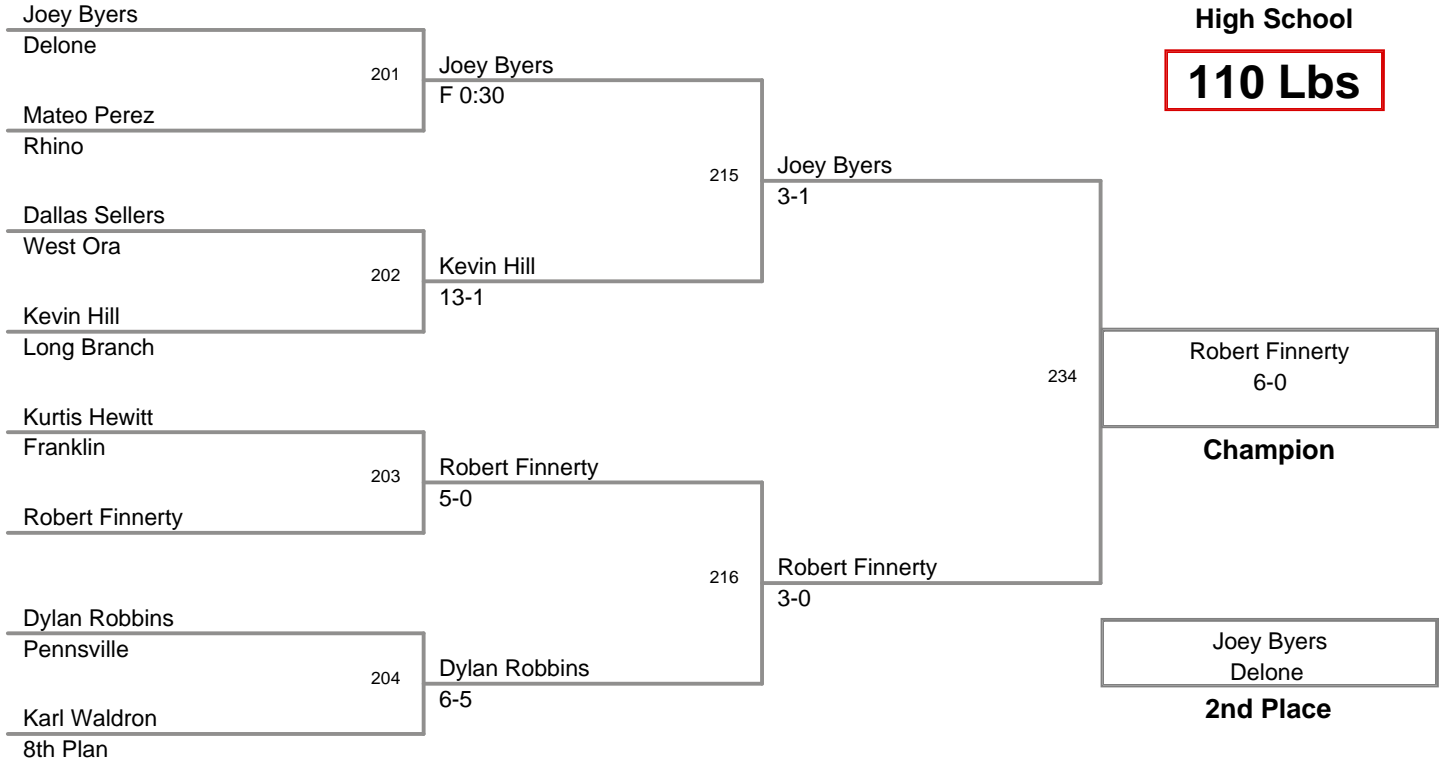 Joey Byers
Delone
201
Mateo Perez
Rhino
Dallas Sellers
West Ora
202
Kevin Hill
Long Branch
Kurtis Hewitt
Franklin
203
Robert Finnerty
Dylan Robbins
Pennsville
204
Karl Waldron
8th Plan
Joey Byers
F 0:30
215
Kevin Hill
13-1
Robert Finnerty
5-0
216
Dylan Robbins
6-5
Joey Byers
3-1
234
Robert Finnerty
3-0
High School
110 Lbs
Robert Finnerty
6-0
Champion
Joey Byers
Delone
2nd Place